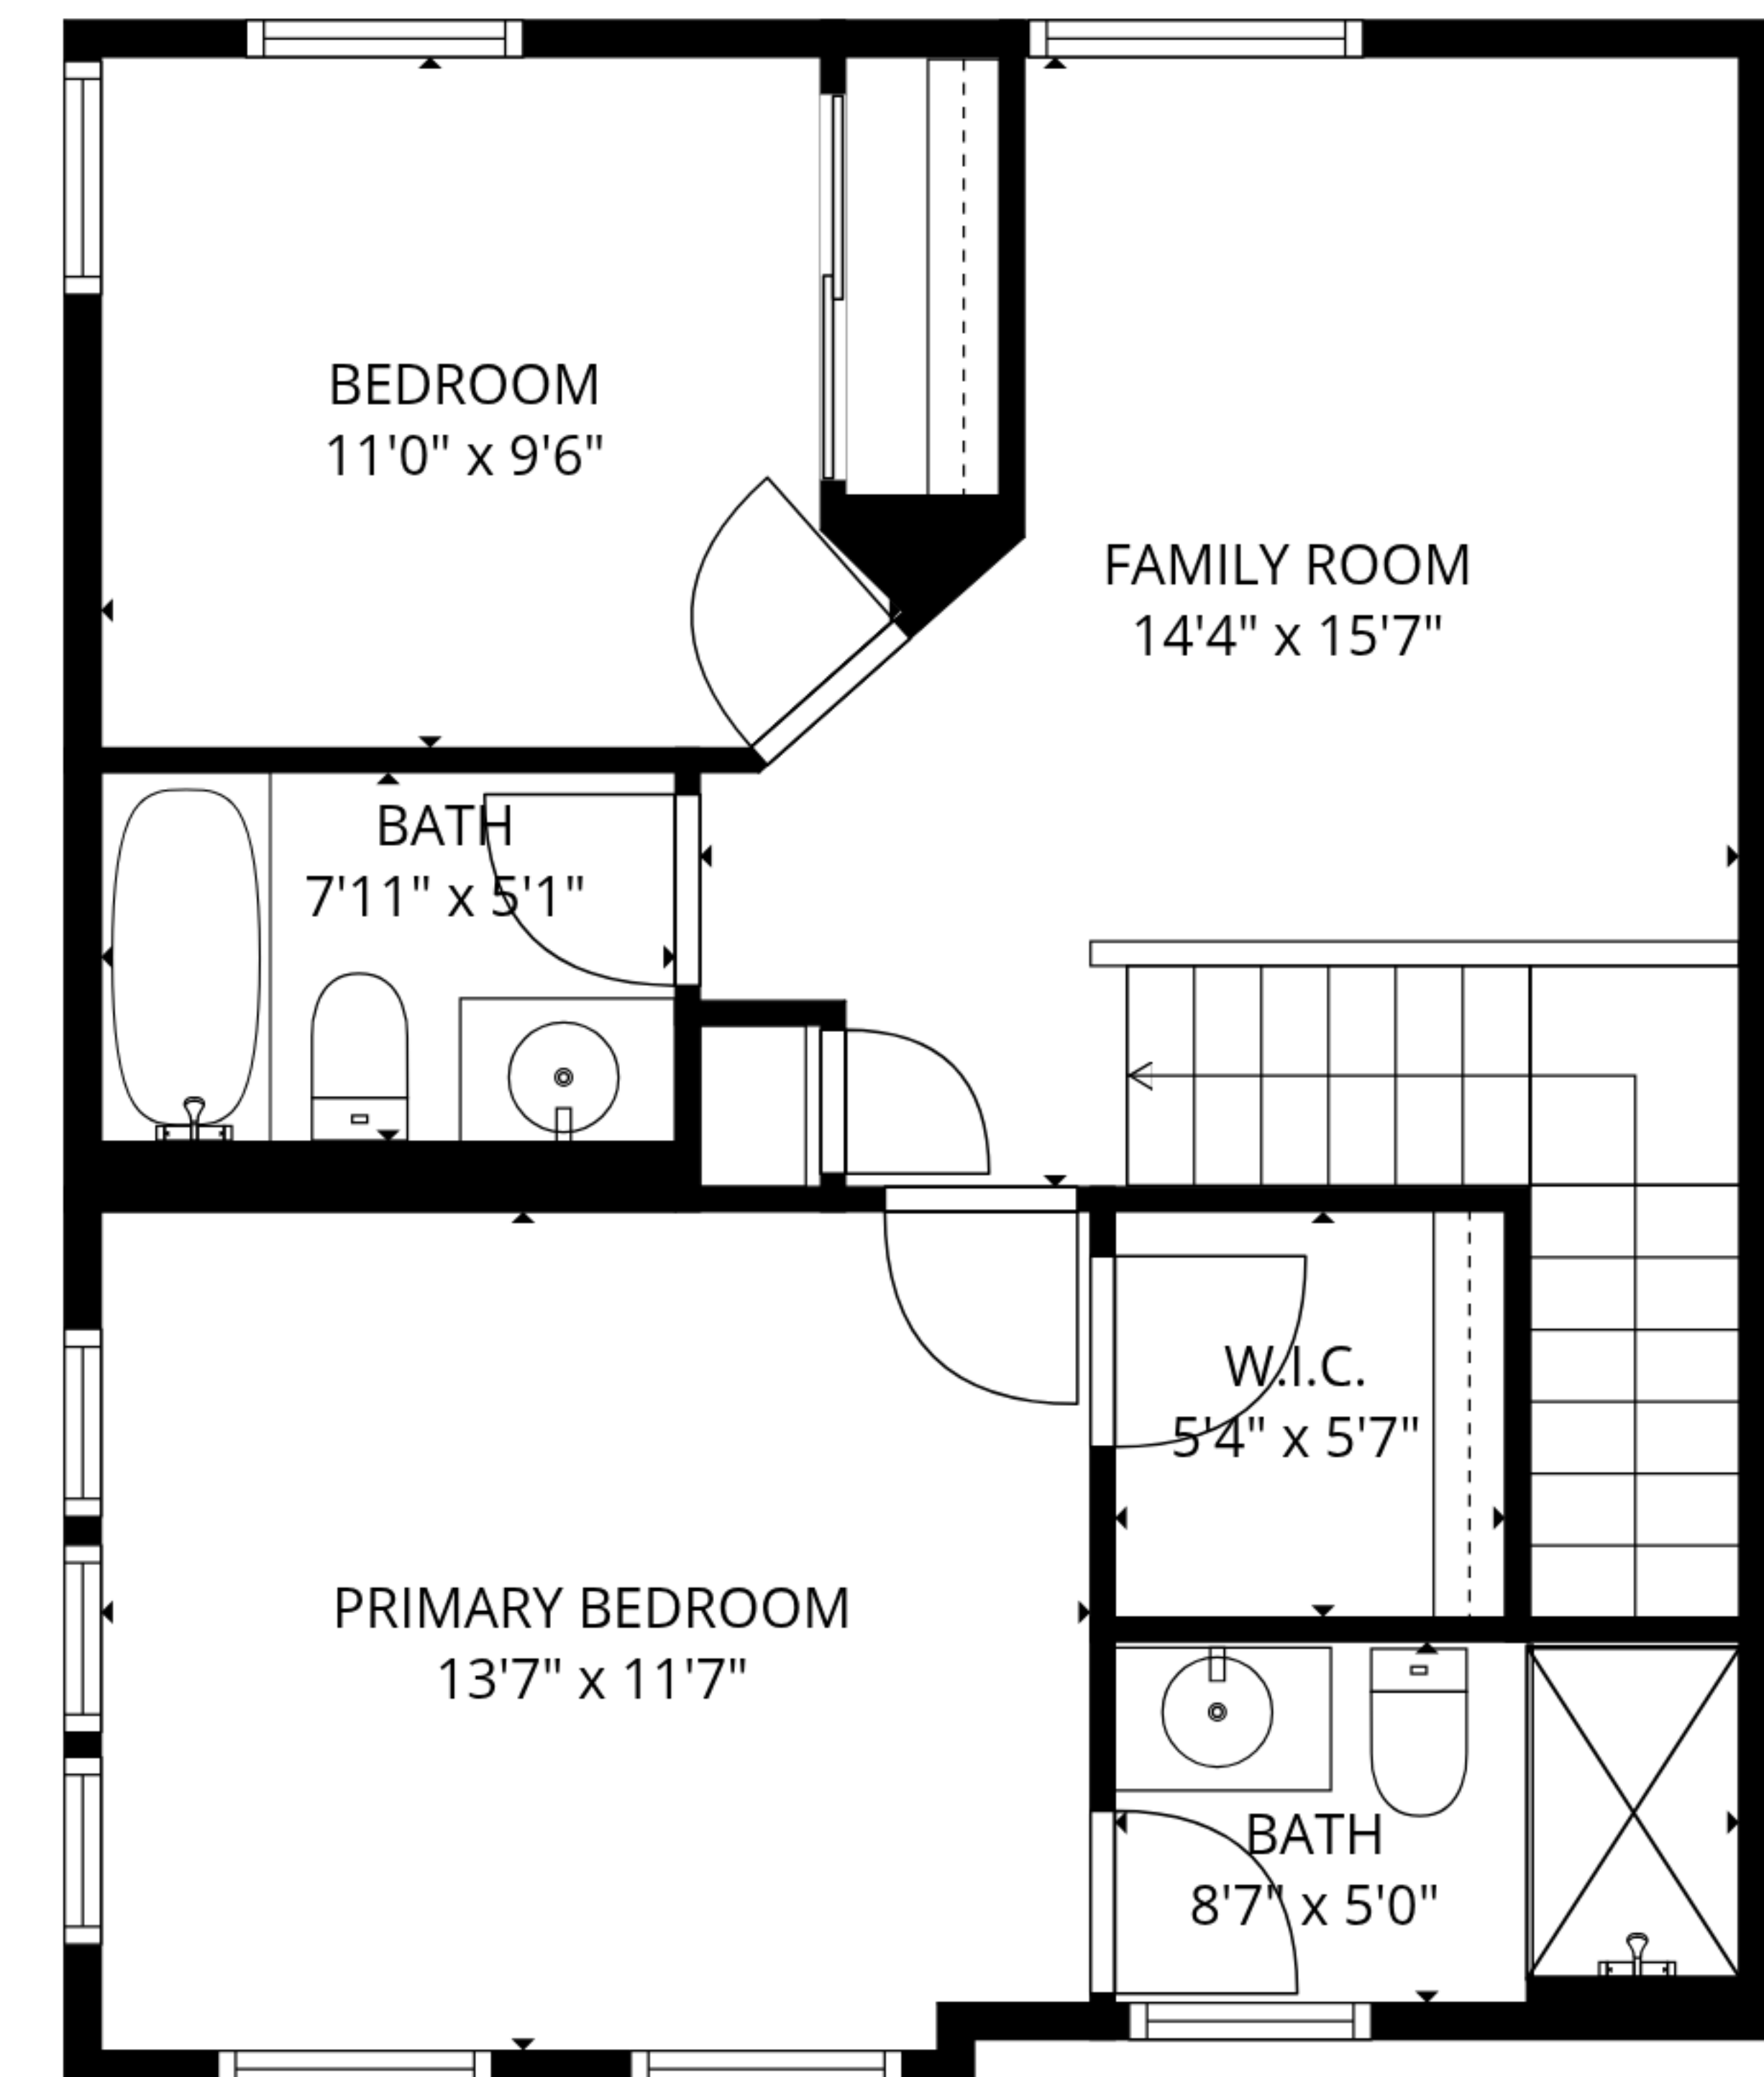 BEDROOM
11'0" x 9'6"
FAMILY ROOM
14'4" x 15'7"
BATH
7'11" x 5'1"
W.I.C.
5'4" x 5'7"
PRIMARY BEDROOM
13'7" x 11'7"
BATH
8'7" x 5'0"